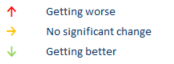 Getting worse
No significant change
Getting better